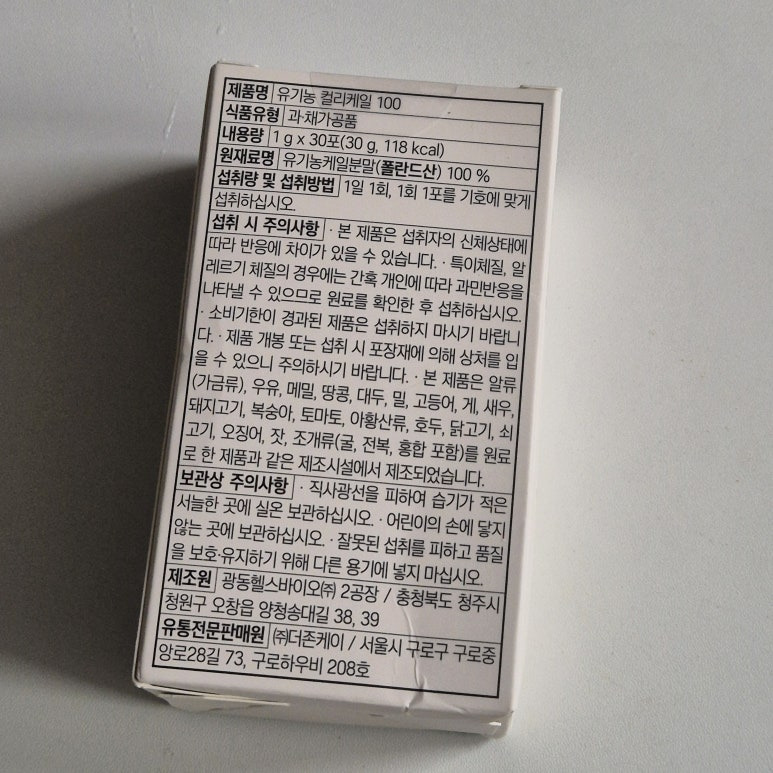 제품명 유기농 컬리케일 100
식품유형 과·채가공품
내용량 1 g x 30포(30 g, 118 kcal)
원재료명 유기농케일분말(폴란드산) 100 %
섭취량 및 섭취방법 1일 1회, 1회 1포를 기호에 맞게
섭취하십시오.
섭취 시 주의사항 · 본 제품은 섭취자의 신체상태에
따라 반응에 차이가 있을 수 있습니다. · 특이체질, 알
레르기 체질의 경우에는 간혹 개인에 따라 과민반응을
나타낼 수 있으므로 원료를 확인한 후 섭취하십시오.
· 소비기한이 경과된 제품은 섭취하지 마시기 바랍니
다. · 제품 개봉 또는 섭취 시 포장재에 의해 상처를 입
을 수 있으니 주의하시기 바랍니다. · 본 제품은 알류
(가금류), 우유, 메밀, 땅콩, 대두, 밀, 고등어, 게, 새우,
돼지고기, 복숭아, 토마토, 아황산류, 호두, 닭고기, 쇠
고기, 오징어, 잣, 조개류(굴, 전복, 홍합 포함)를 원료
로 한 제품과 같은 제조시설에서 제조되었습니다.
보관상 주의사항 · 직사광선을 피하여 습기가 적은
서늘한 곳에 실온 보관하십시오. · 어린이의 손에 닿지
않는 곳에 보관하십시오. · 잘못된 섭취를 피하고 품질
을 보호·유지하기 위해 다른 용기에 넣지 마십시오.
제조원 광동헬스바이오㈜ 2공장 / 충청북도 청주시
청원구 오창읍 양청송대길 38, 39
유통전문판매원 ㈜더존케이 / 서울시 구로구 구로중
앙로28길 73, 구로하우비 208호